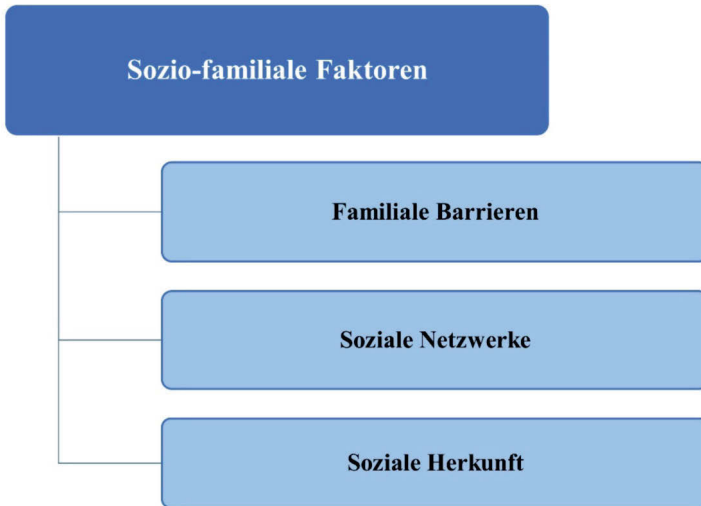 Sozio-familiale Faktoren
Familiale Barrieren
Soziale Netzwerke
Soziale Herkunft